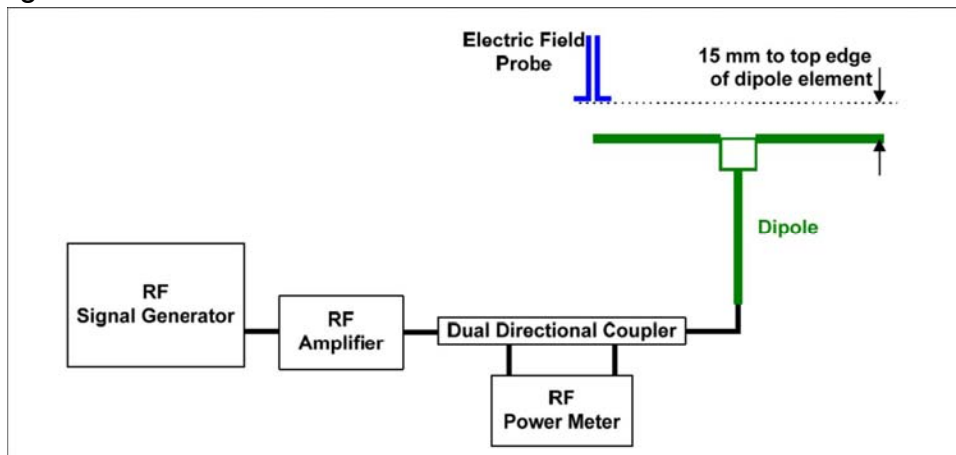 Electric Field
Probe
15 mm to top edge
of dipole element
Dipole
RF
Signal Generator
RF
Amplifier
Dual Directional Coupler
RF
Power Meter